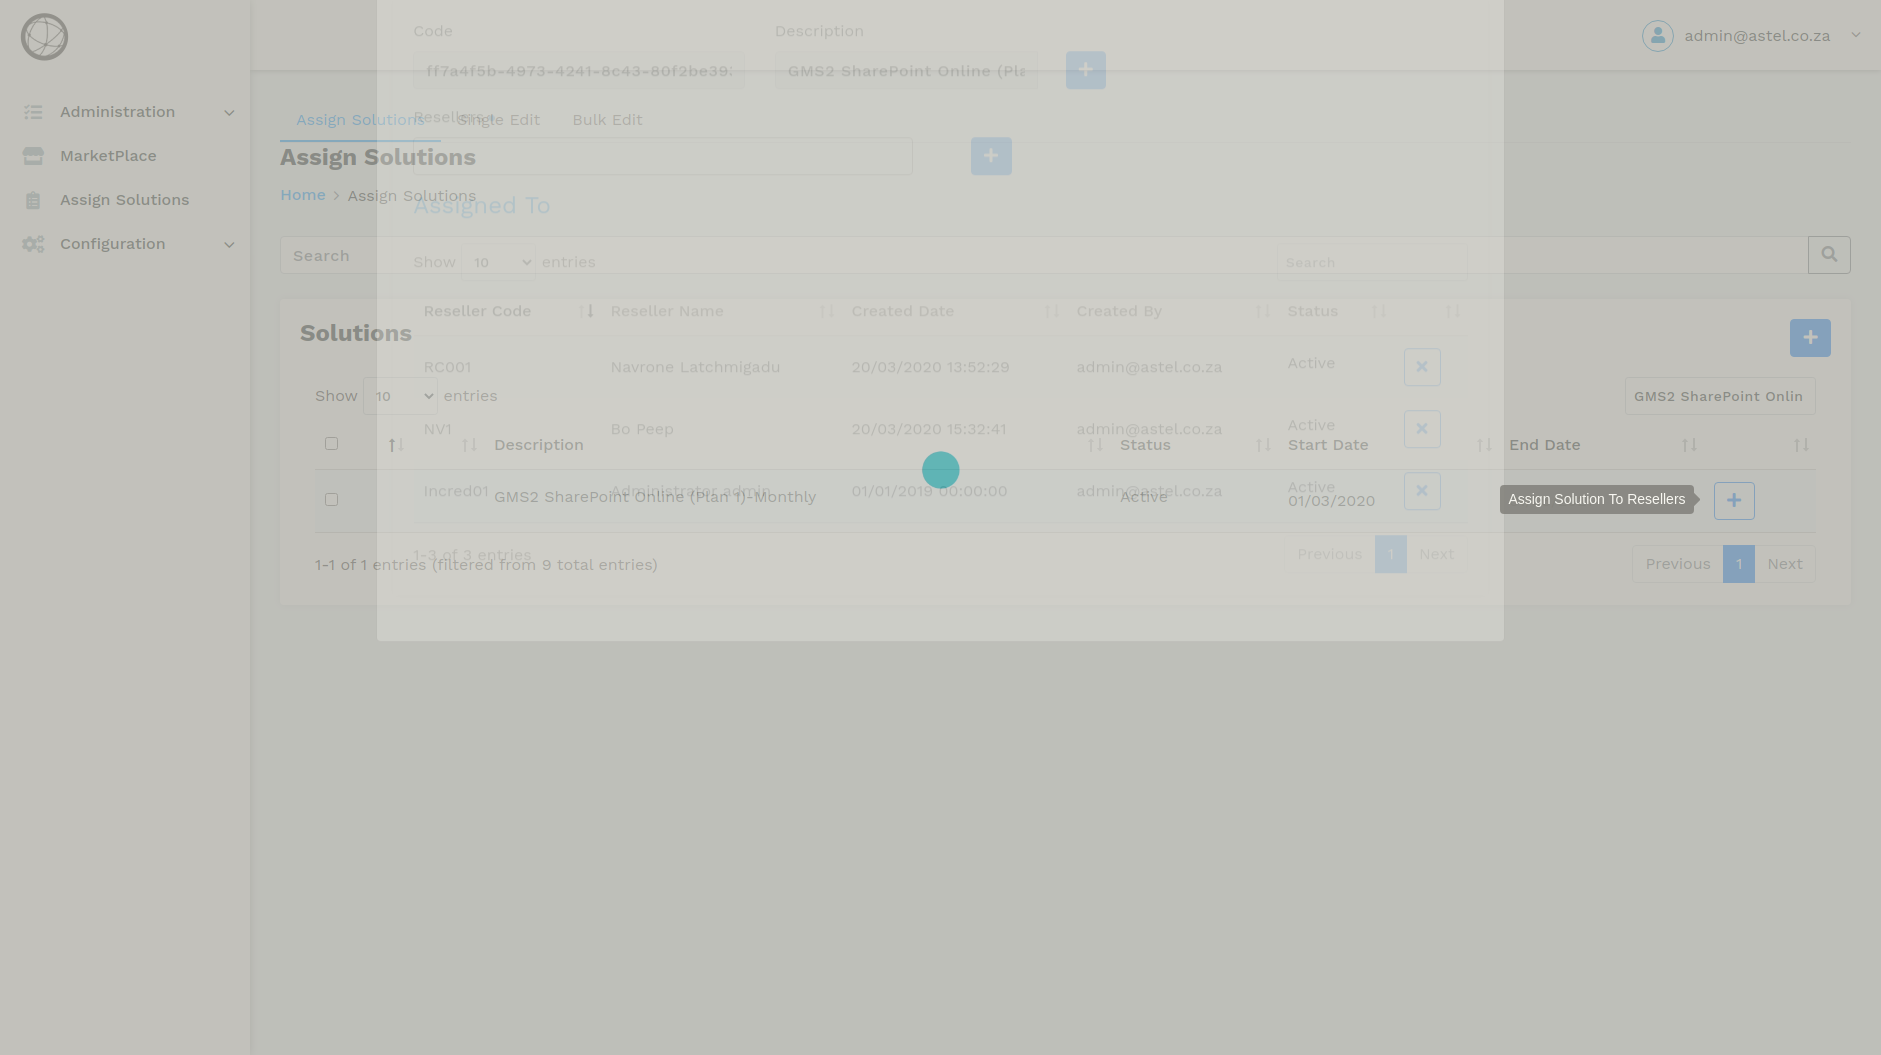 Code
Description
admin@astel.co.za
ff7a4f5b-4973-4241-8c43-80f2be39
GMS2 SharePoint Online (Pla
Administration
Resellers
Assign Solutions
Single Edit
Bulk Edit
MarketPlace
Assign Solutions
Home > Assign Solutions
Assign Solutions
Assigned To
Configuration
Search
Show 10 entries
Search
Reseller Code
Reseller Name
Created Date
Created By
Status
Solutions
RC001
Navrone Latchmigadu
20/03/2020 13:52:29
admin@astel.co.za
Active
Show 10 entries
GMS2 SharePoint Onlin
NV1
Bo Peep
20/03/2020 15:32:41
admin@astel.co.za
Active
Description
Status
Start Date
End Date
Incred01
Administrator admin
01/01/2019 00:00:00
admin@astel.co.za
Active
GMS2 SharePoint Online (Plan 1)-Monthly
Active
01/03/2020
Assign Solution To Resellers
1-3 of 3 entries
Previous 1 Next
1-1 of 1 entries (filtered from 9 total entries)
Previous 1 Next